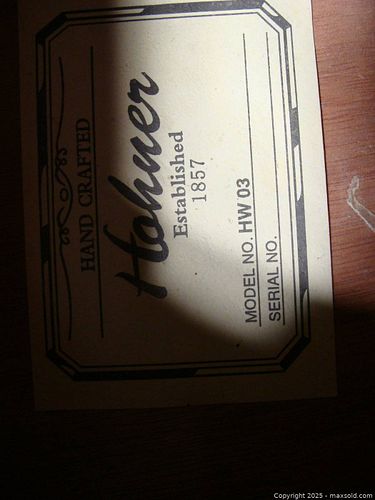 HAND CRAFTED
Hohner
Established
1857
MODEL NO. HW 03
SERIAL NO.
Copyright 2025 - maxsold.com